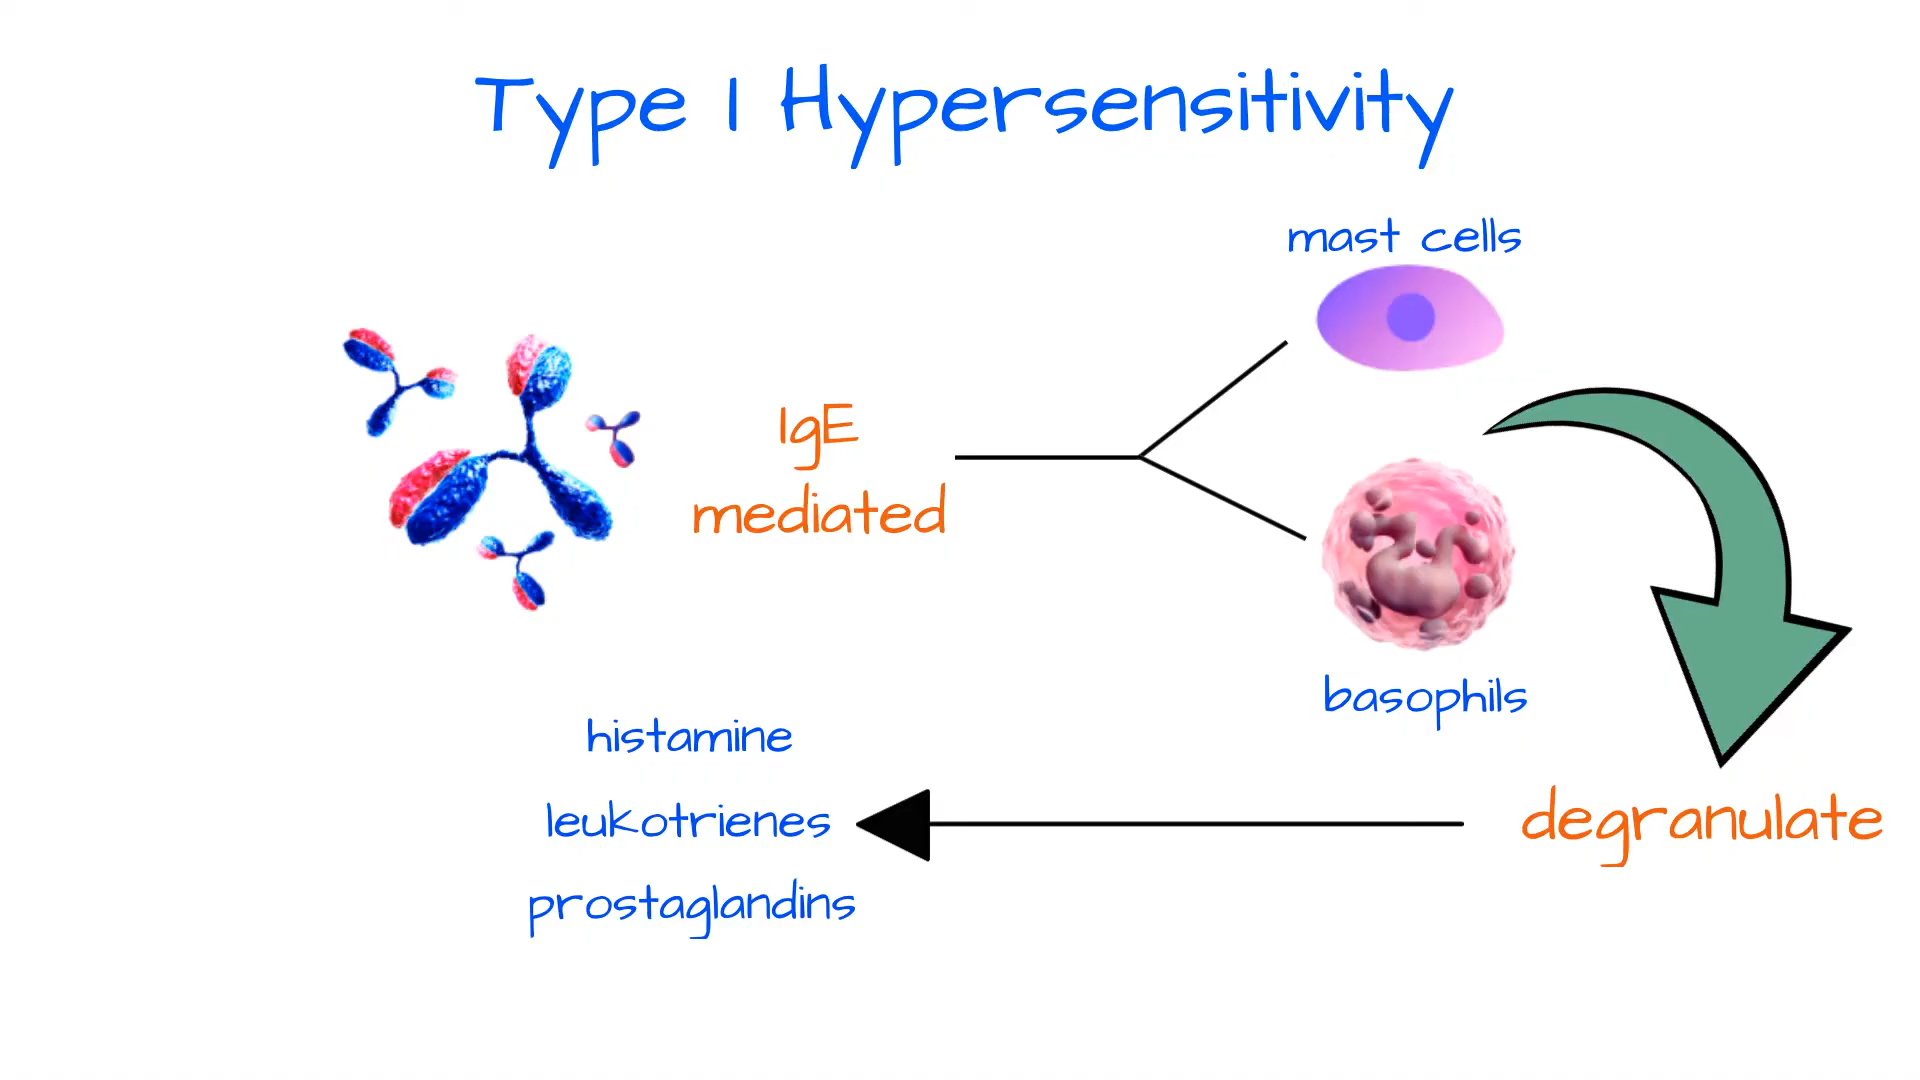 Type I Hypersensitivity
mast cells
IgE
mediated
basophils
degranulate
histamine
leukotrienes
prostaglandins